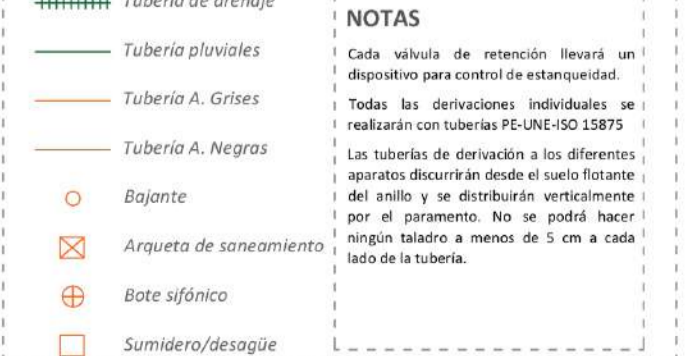 Tubería de drenaje
Tubería pluviales
Tubería A. Grises
Tubería A. Negras
Bajante
Arqueta de saneamiento
Bote sifónico
Sumidero/desagüe
NOTAS
Cada válvula de retención llevará un
dispositivo para control de estanqueidad.
Todas las derivaciones individuales se
realizarán con tuberías PE-UNE-ISO 15875
Las tuberías de derivación a los diferentes
aparatos discurrirán desde el suelo flotante
del anillo y se distribuirán verticalmente
por el paramento. No se podrá hacer
ningún taladro a menos de 5 cm a cada
lado de la tubería.